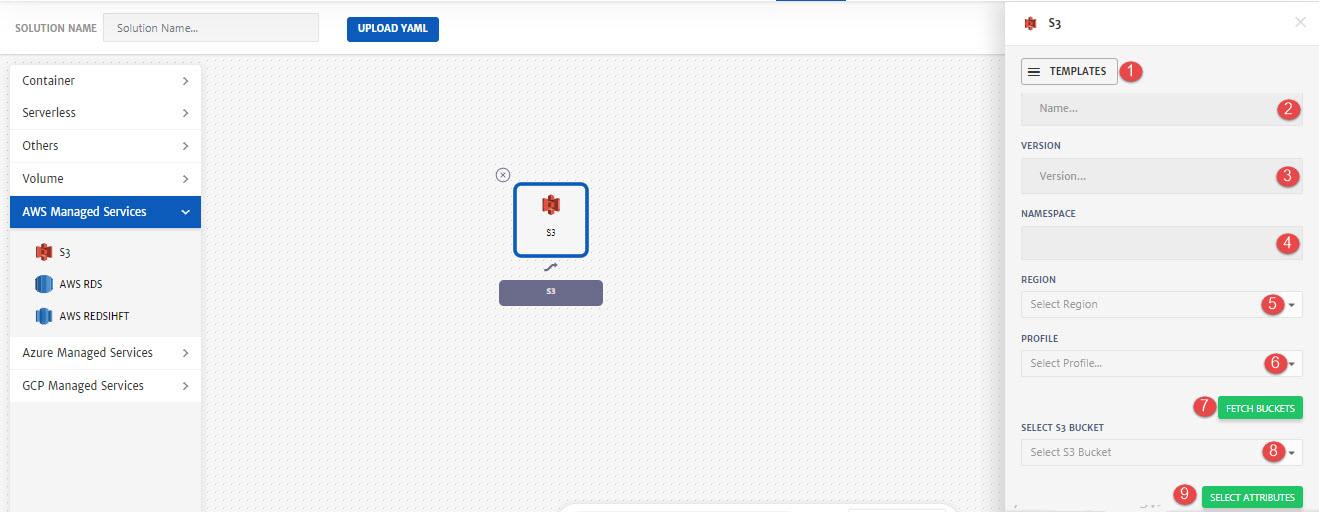 SOLUTION NAME
Solution Name...
UPLOAD YAML
Container
Serverless
Others
Volume
AWS Managed Services
S3
AWS RDS
AWS REDSIHFT
Azure Managed Services
GCP Managed Services
S3
S3
S3
TEMPLATES 1
Name... 2
VERSION
Version... 3
NAMESPACE
4
REGION
Select Region 5
PROFILE
Select Profile... 6
7 FETCH BUCKETS
SELECT S3 BUCKET
Select S3 Bucket 8
9 SELECT ATTRIBUTES